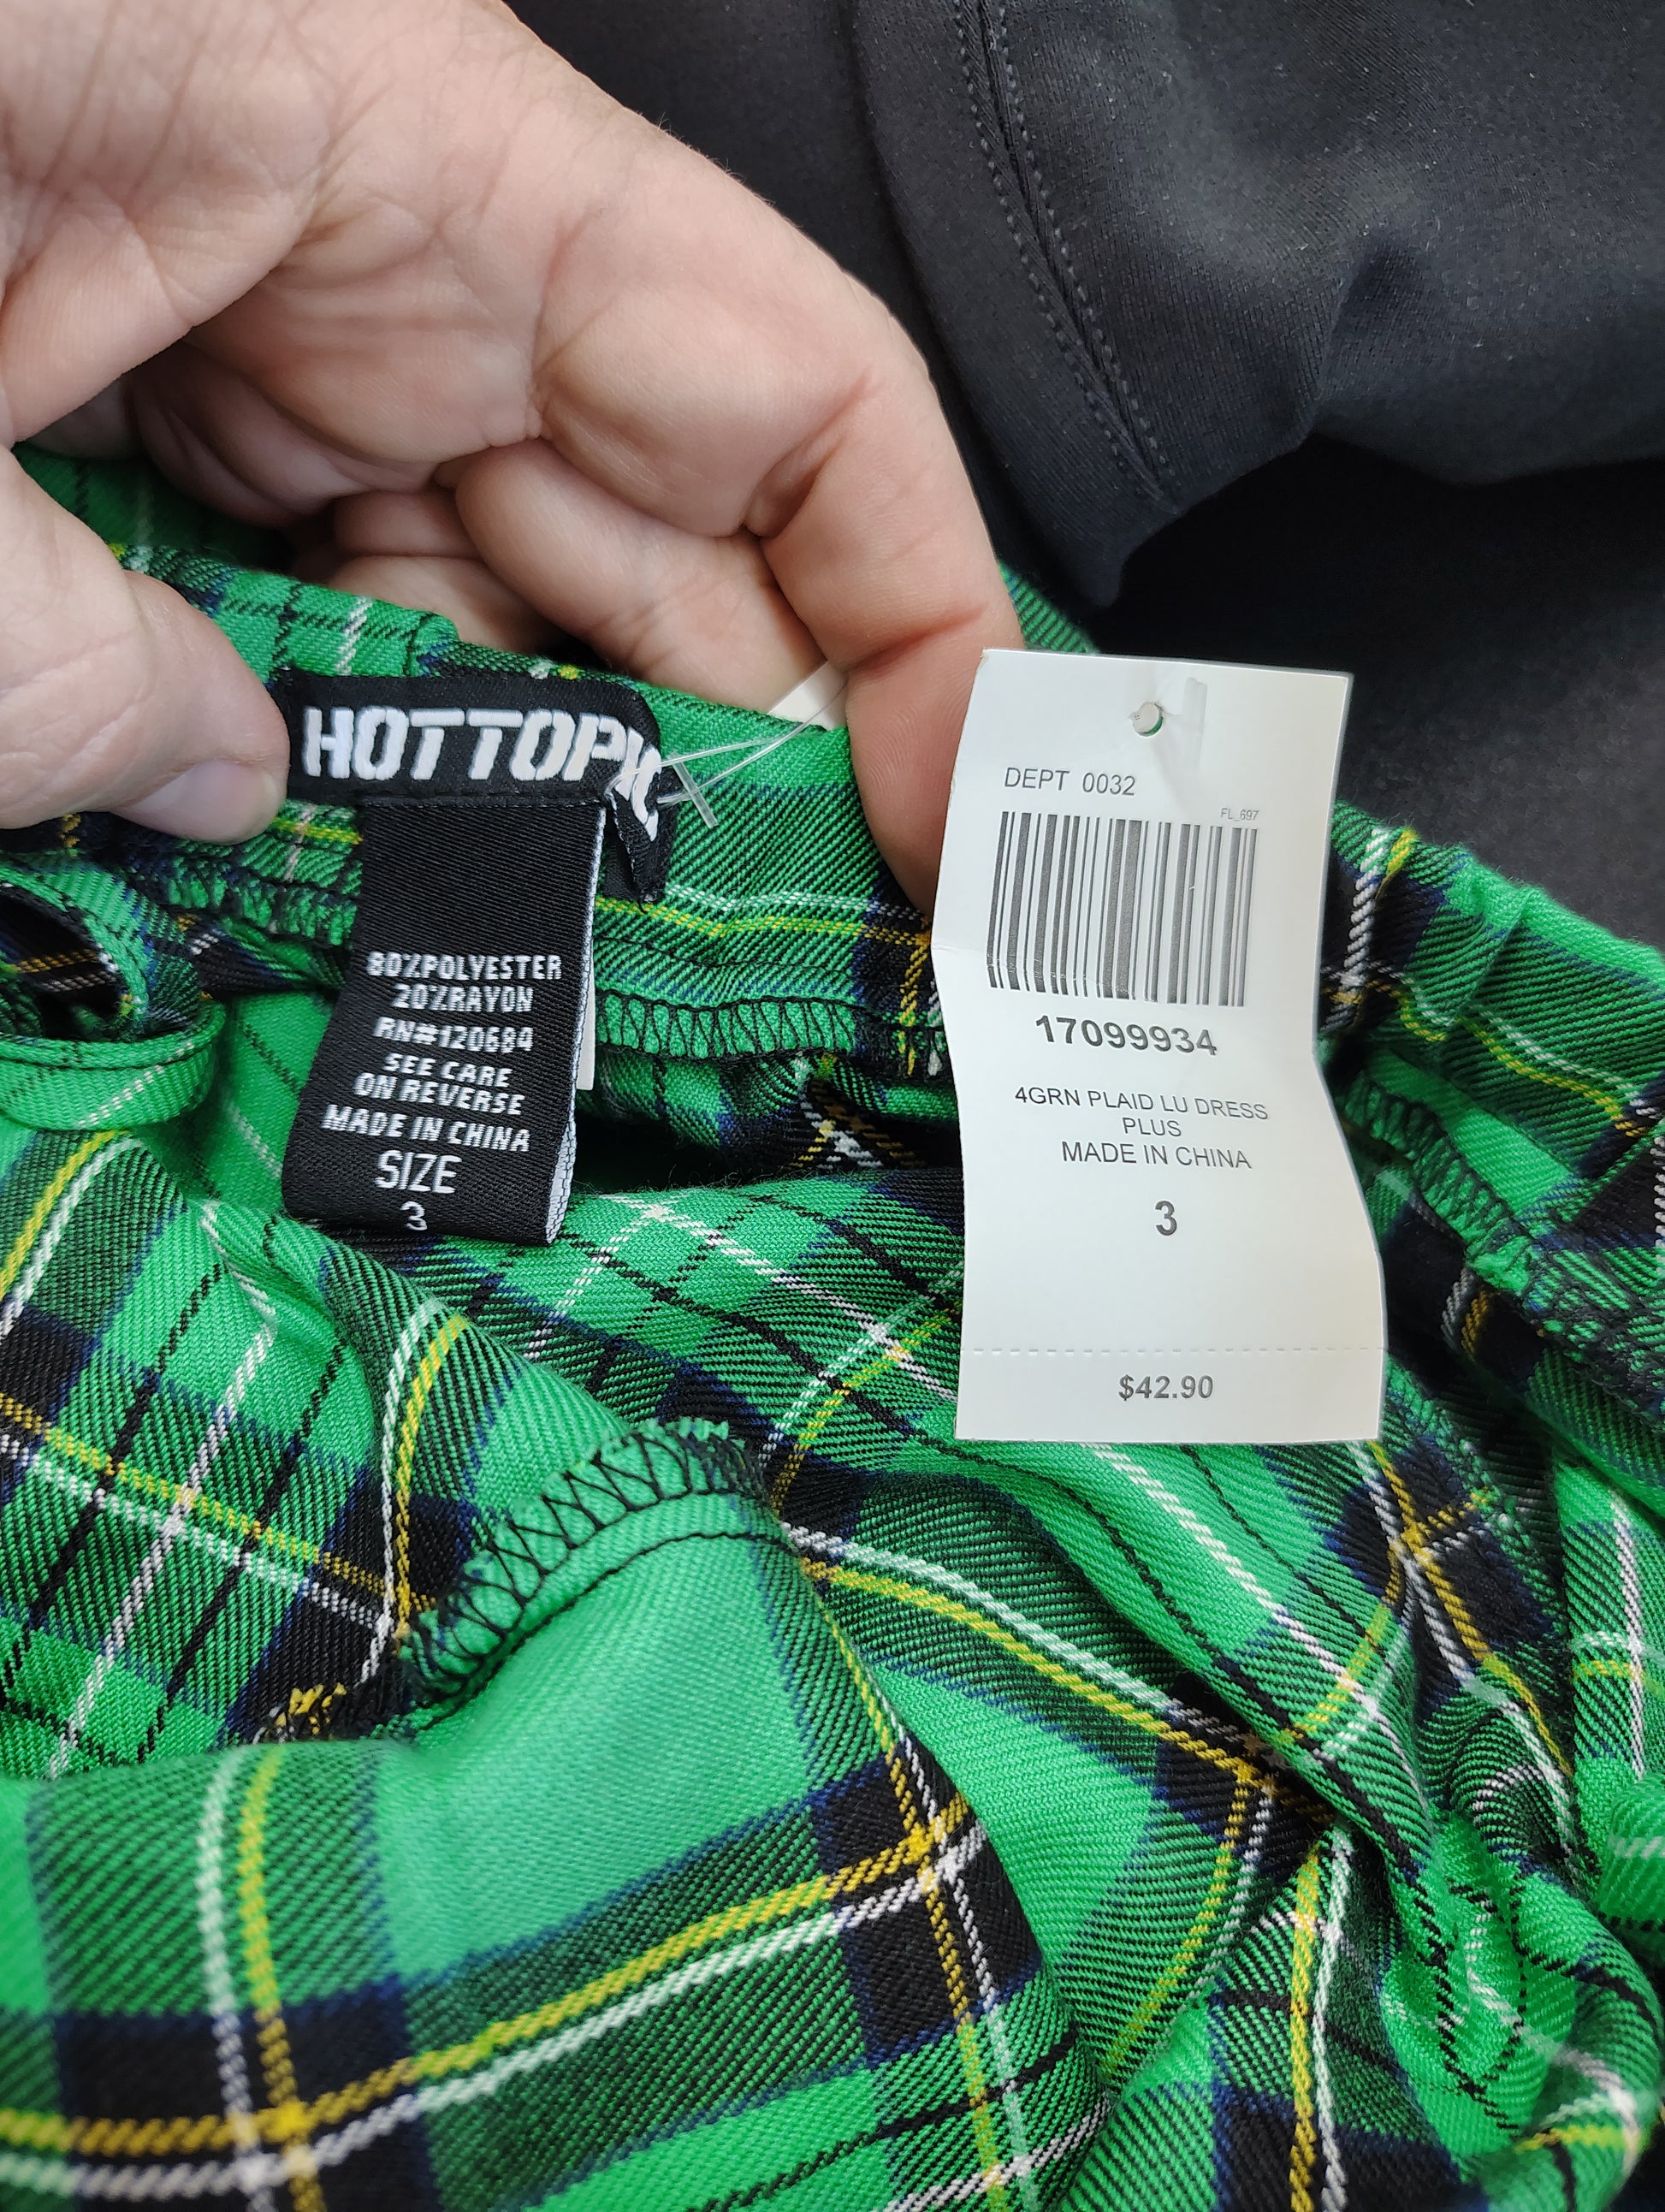 HOTTOPIC
80%POLYESTER
20%RAYON
RN#120684
SEE CARE
ON REVERSE
MADE IN CHINA
SIZE
3
DEPT 0032
FL_697
17099934
4GRN PLAID LU DRESS
PLUS
MADE IN CHINA
3
$42.90